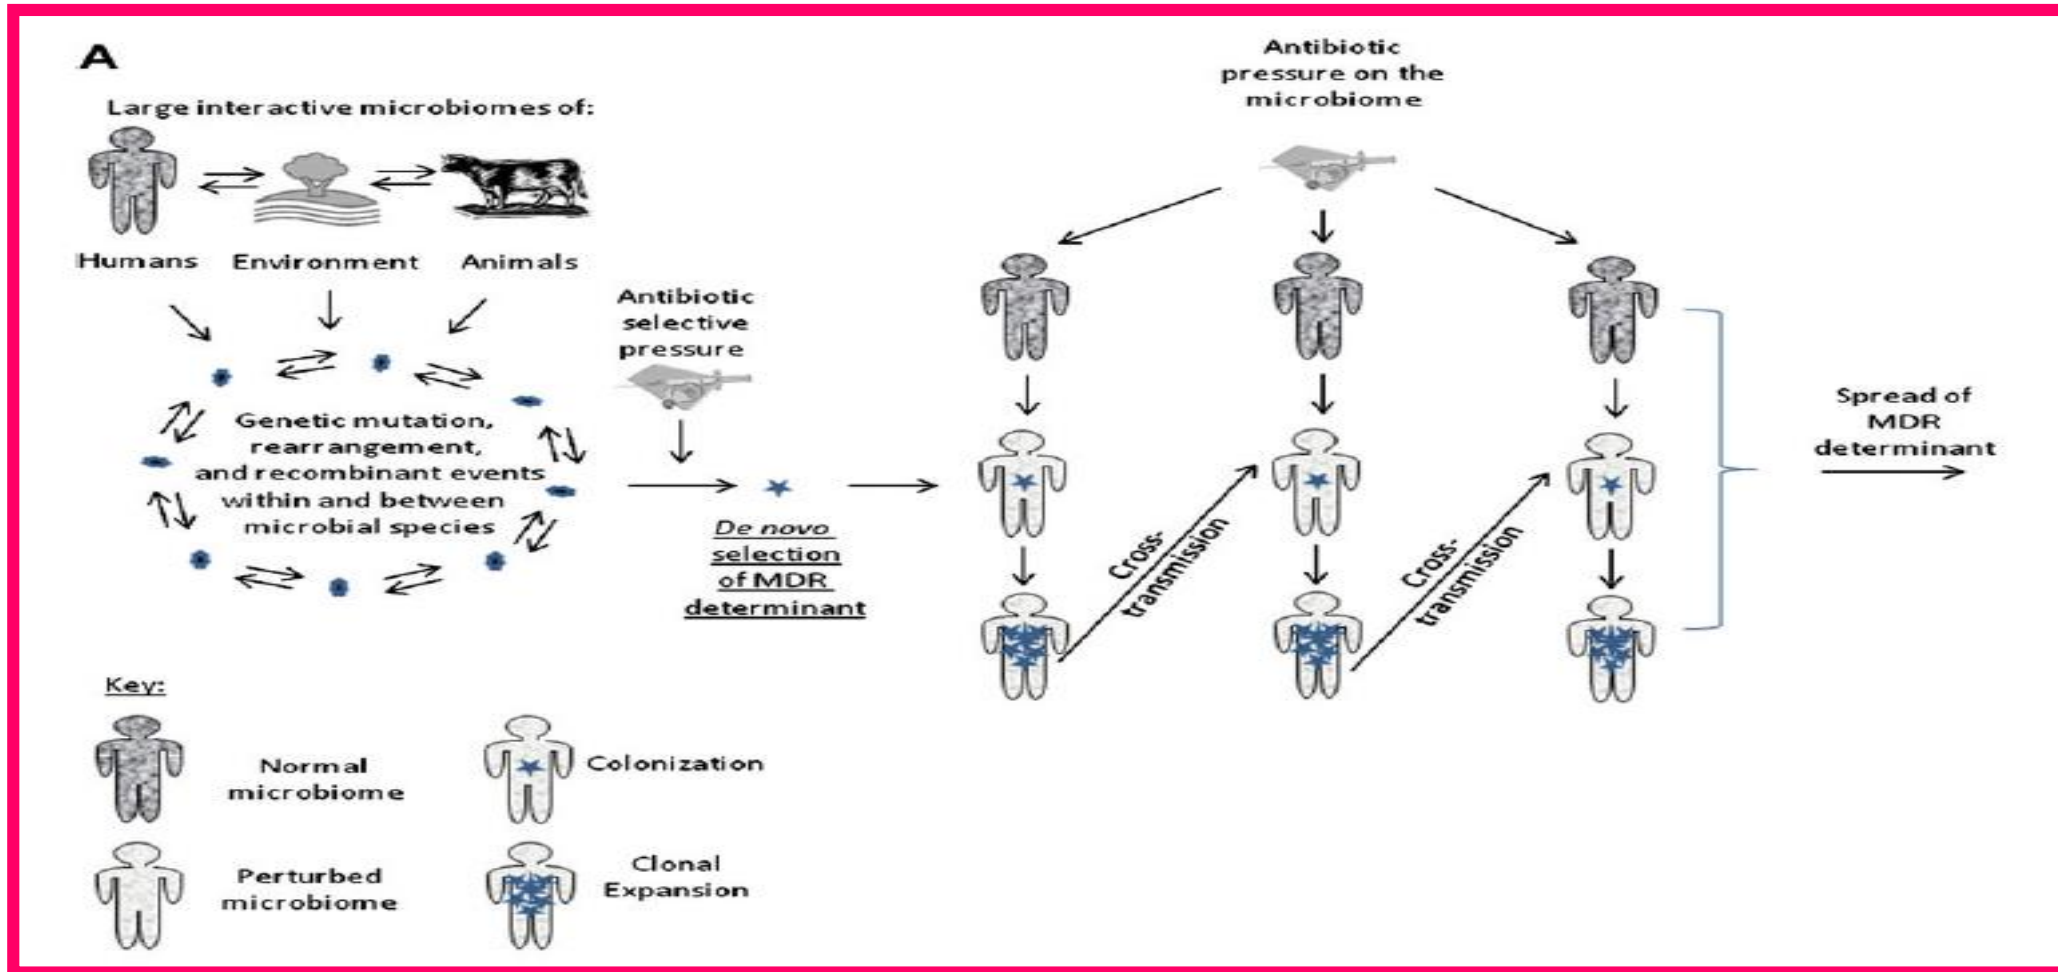 A
Large interactive microbiomes of:
Humans
Environment
Animals
Genetic mutation,
rearrangement,
and recombinant events
within and between
microbial species
Antibiotic
selective
pressure
De novo
selection
of MDR
determinant
Antibiotic
pressure on the
microbiome
Cross-
transmission
Cross-
transmission
Spread of
MDR
determinant
Key:
Normal
microbiome
Colonization
Perturbed
microbiome
Clonal
Expansion